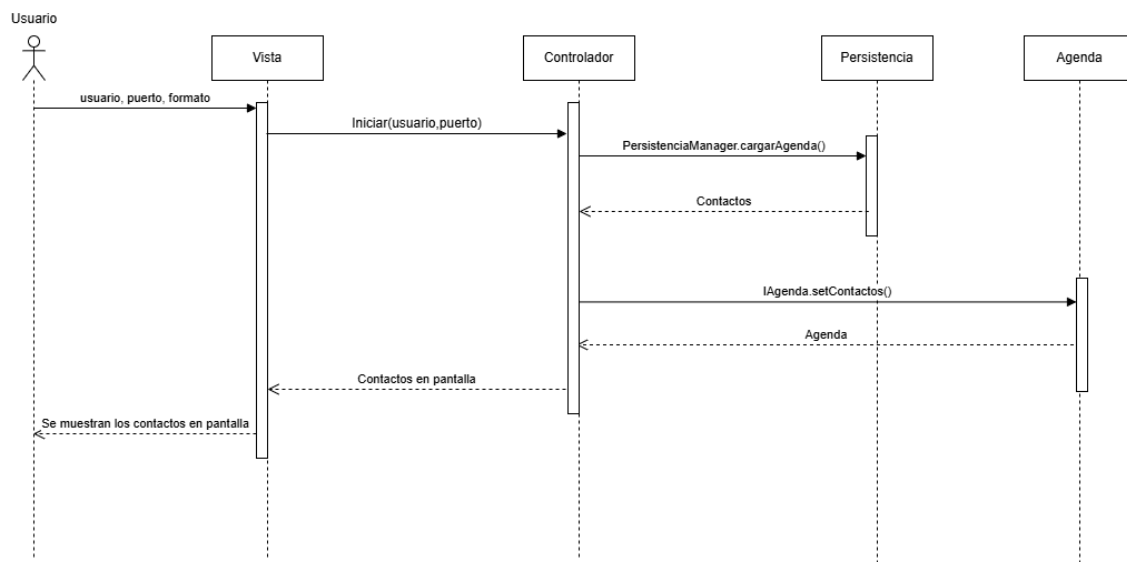 Usuario
Vista
Controlador
Persistencia
Agenda
usuario, puerto, formato
Iniciar(usuario,puerto)
PersistenciaManager.cargarAgenda()
Contactos
IAgenda.setContactos()
Agenda
Contactos en pantalla
Se muestran los contactos en pantalla